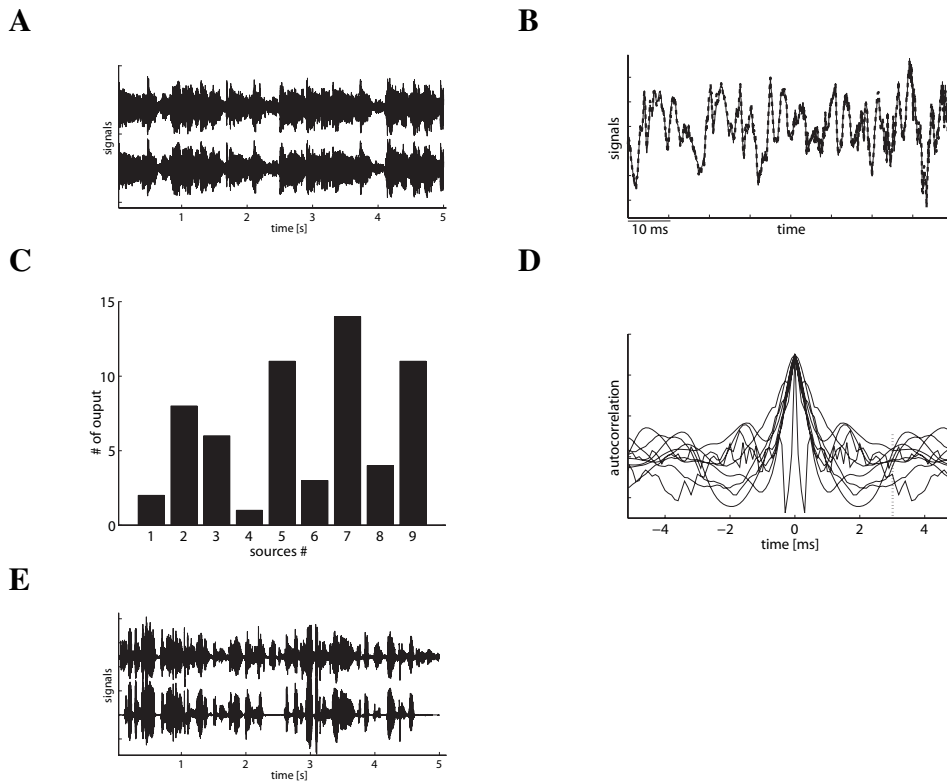 A
signals
1 2 3 4 5
time [s]
B
signals
10 ms
time
C
# of ouput
15
10
5
0
1 2 3 4 5 6 7 8 9
sources #
D
autocorrelation
−4 −2 0 2 4
time [ms]
E
signals
1 2 3 4 5
time [s]